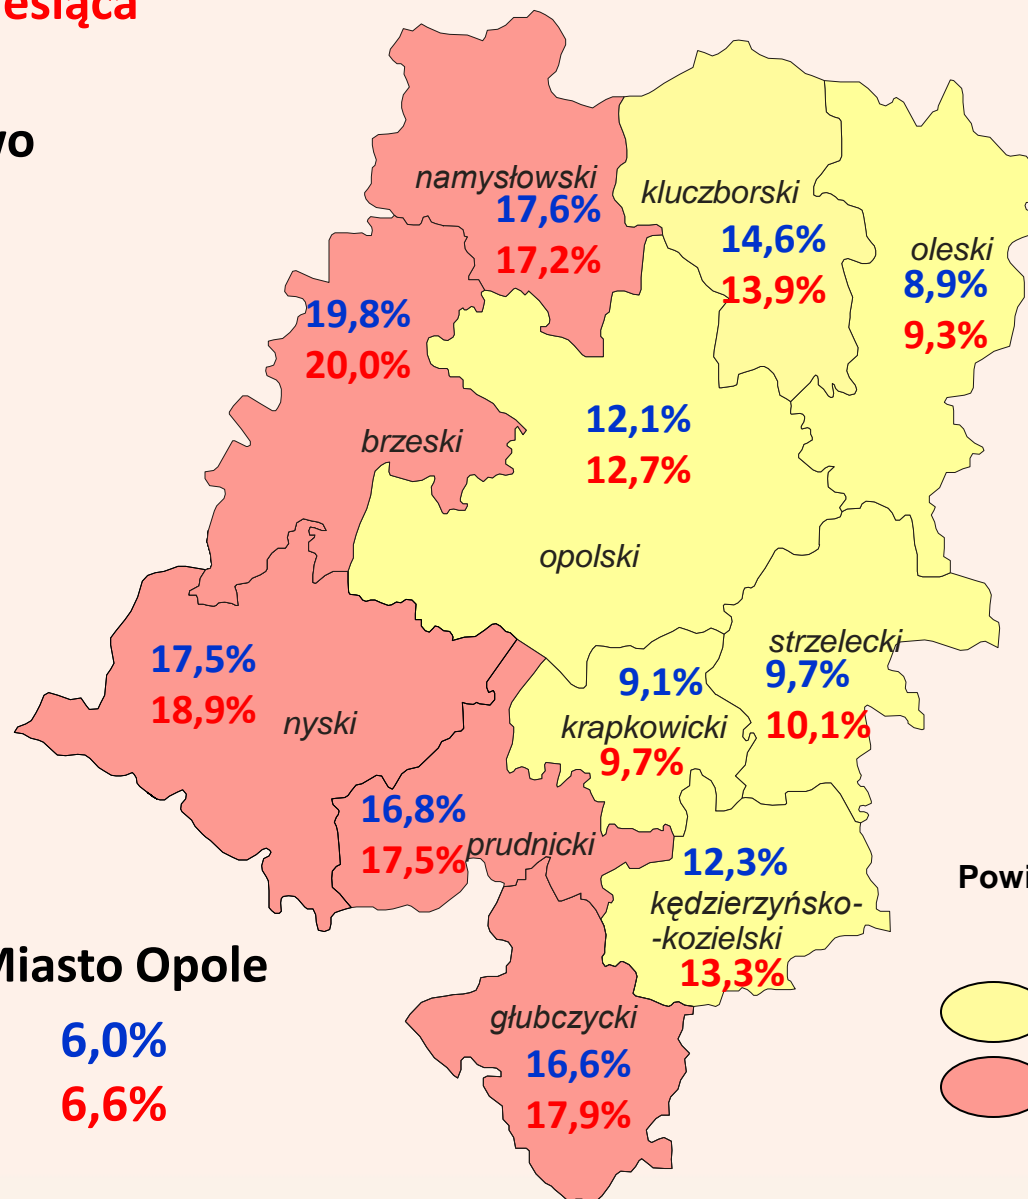 esiąca
wo
namysłowski
17,6%
17,2%
kluczborski
14,6%
13,9%
oleski
8,9%
9,3%
19,8%
20,0%
brzeski
12,1%
12,7%
opolski
17,5%
18,9%
nyski
strzelecki
9,7%
10,1%
9,1%
krapkowicki
9,7%
16,8%
17,5%
prudnicki
12,3%
kędzierzyńsko-
-kozielski
13,3%
Powi
Miasto Opole
6,0%
6,6%
głubczycki
16,6%
17,9%